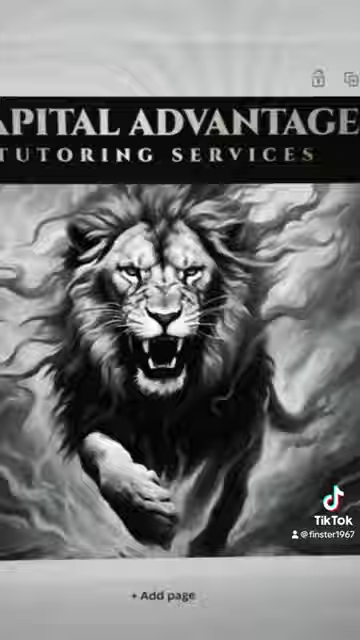 APITAL ADVANTAGE
TUTORING SERVICES
TikTok
@finster1967
+ Add page